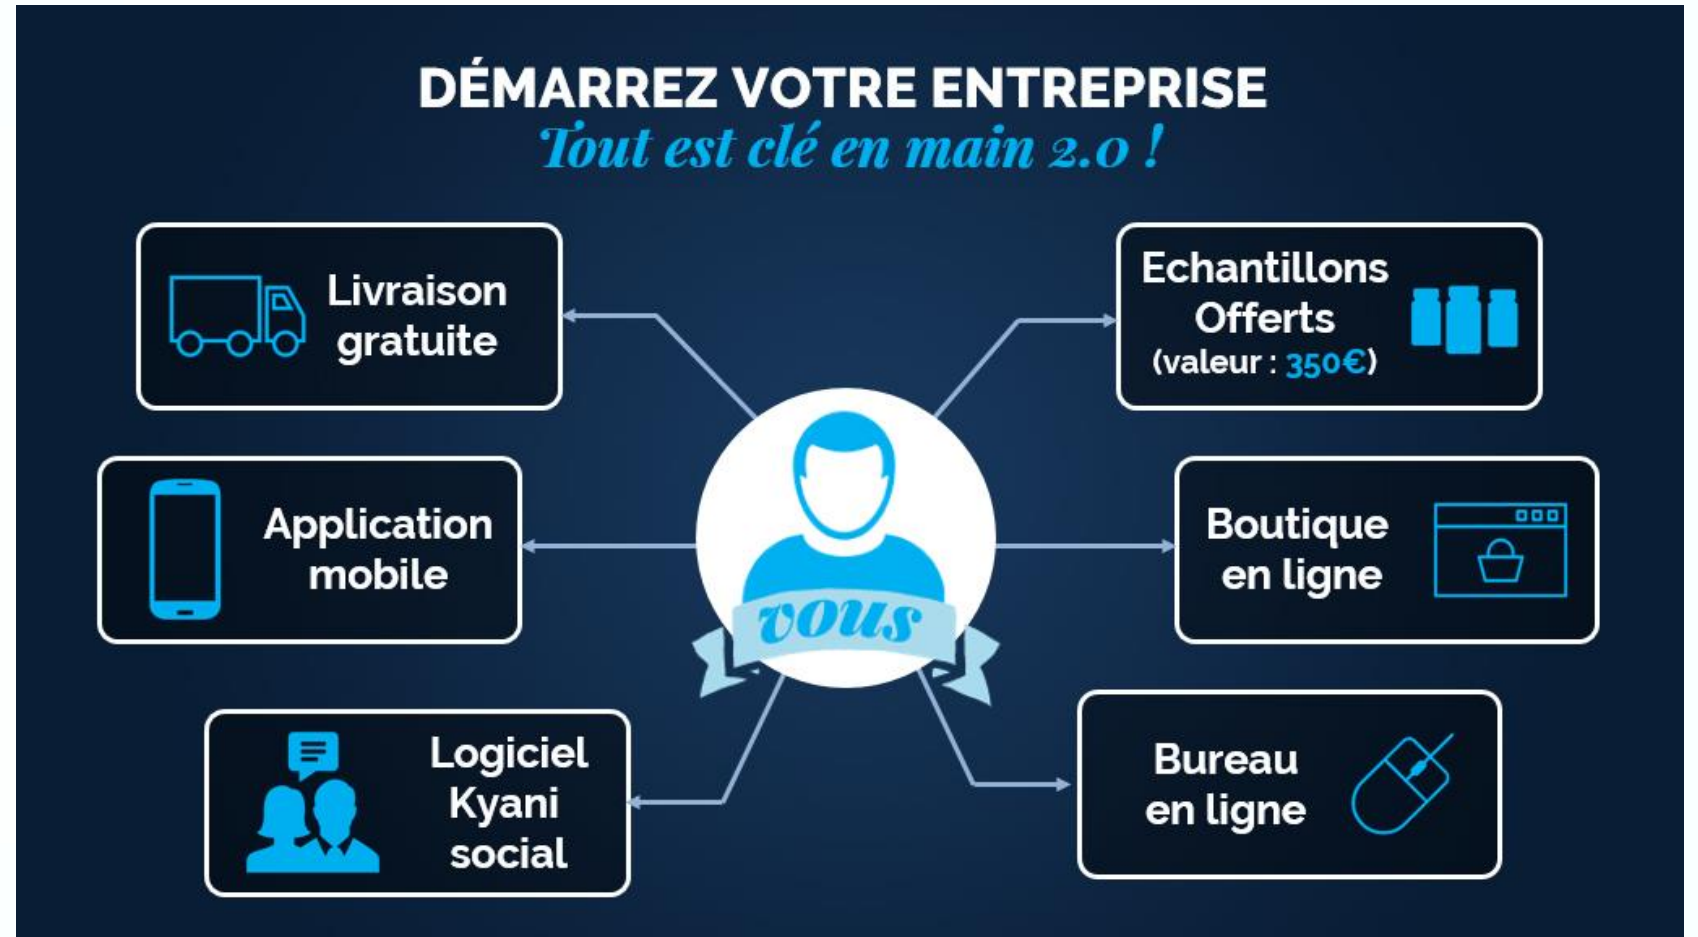 DÉMARREZ VOTRE ENTREPRISE
Tout est clé en main 2.0 !
Livraison
gratuite
Echantillons
Offerts
(valeur : 350€)
Application
mobile
vous
Boutique
en ligne
Logiciel
Kyani
social
Bureau
en ligne